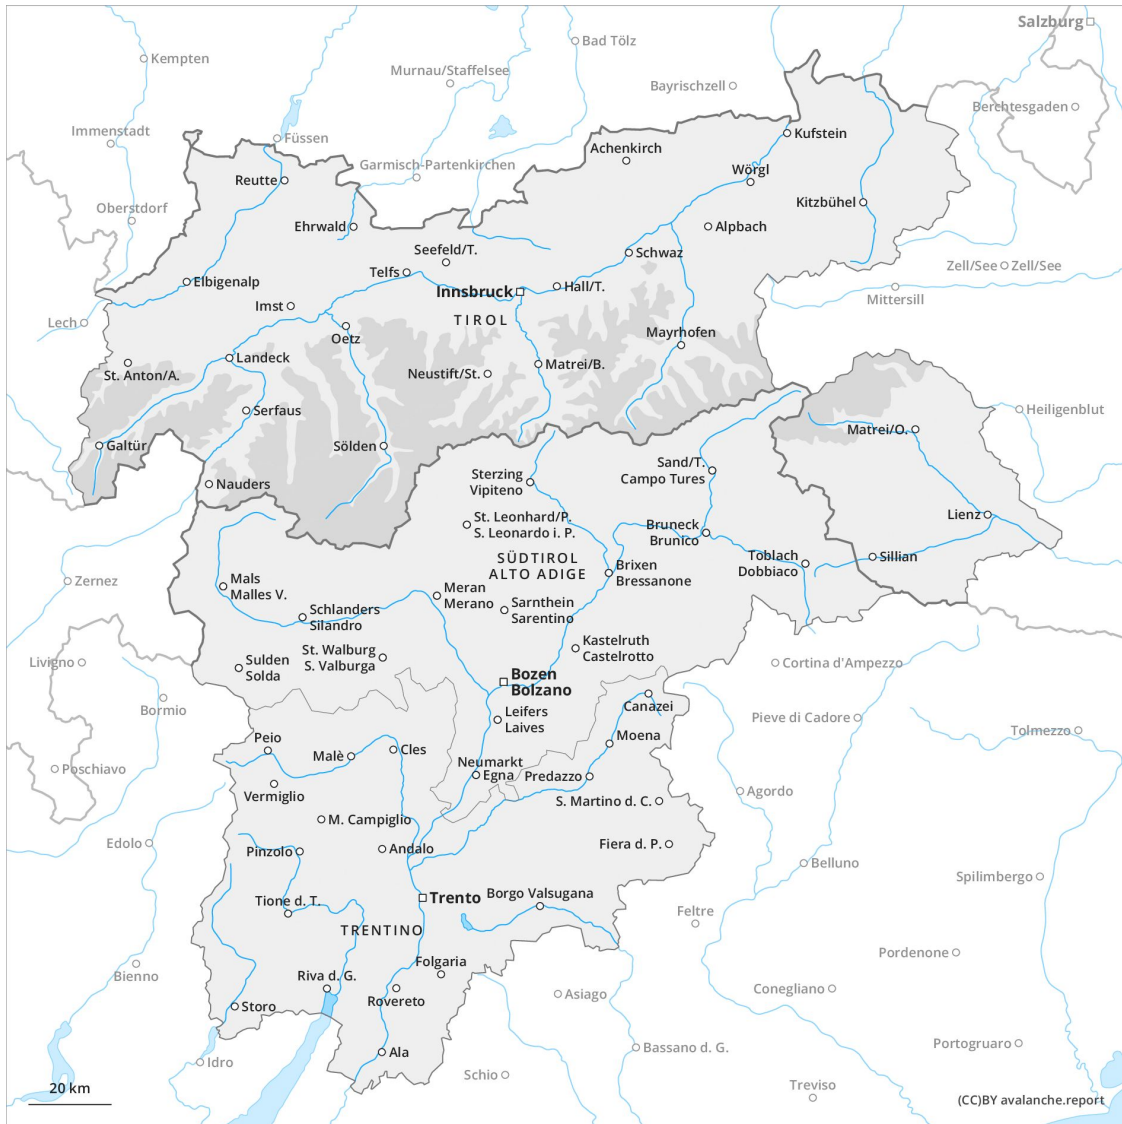 Salzburg
Bad Tölz
Kempten
Murnau/Staffelsee
Bayrischzell
Berchtesgaden
Immenstadt
Füssen
Kufstein
Achenkirch
Garmisch-Partenkirchen
Wörgl
Reutte
Oberstdorf
Kitzbühel
Ehrwald
Alpbach
Seefeld/T.
Schwaz
Telfs
Zell/See
Zell/See
Elbigenalp
Innsbruck
Hall/T.
Mittersill
Imst
TIROL
Lech
Oetz
Mayrhofen
Landeck
St. Anton/A.
Neustift/St.
Matrei/B.
Serfaus
Heiligenblut
Matrei/O.
Galtür
Sölden
Sand/T.
Campo Tures
Sterzing
Vipiteno
Nauders
St. Leonhard/P.
S. Leonardo i. P.
Bruneck
Brunico
Lienz
SÜDTIROL
ALTO ADIGE
Toblach
Dobbiaco
Sillian
Brixen
Bressanone
Zernez
Mals
Malles V.
Meran
Merano
Sarnthein
Sarentino
Schlanders
Silandro
Kastelruth
Castelrotto
St. Walburg
S. Valburga
Livigno
Sulden
Solda
Cortina d'Ampezzo
Bozen
Bolzano
Bormio
Canazei
Leifers
Laives
Pieve di Cadore
Tolmezzo
Peio
Moena
Malè
Cles
Neumarkt
Egna
Predazzo
Poschiavo
Vermiglio
Agordo
S. Martino d. C.
M. Campiglio
Edolo
Pinzolo
Andalo
Fiera d. P.
Belluno
Spilimbergo
Tione d. T.
Trento
Borgo Valsugana
Feltre
TRENTINO
Pordenone
Folgaria
Bienno
Riva d. G.
Rovereto
Asiago
Conegliano
Storo
Portogruaro
Bassano d. G.
Ala
Idro
Schio
Treviso
20 km
(CC)BY avalanche.report